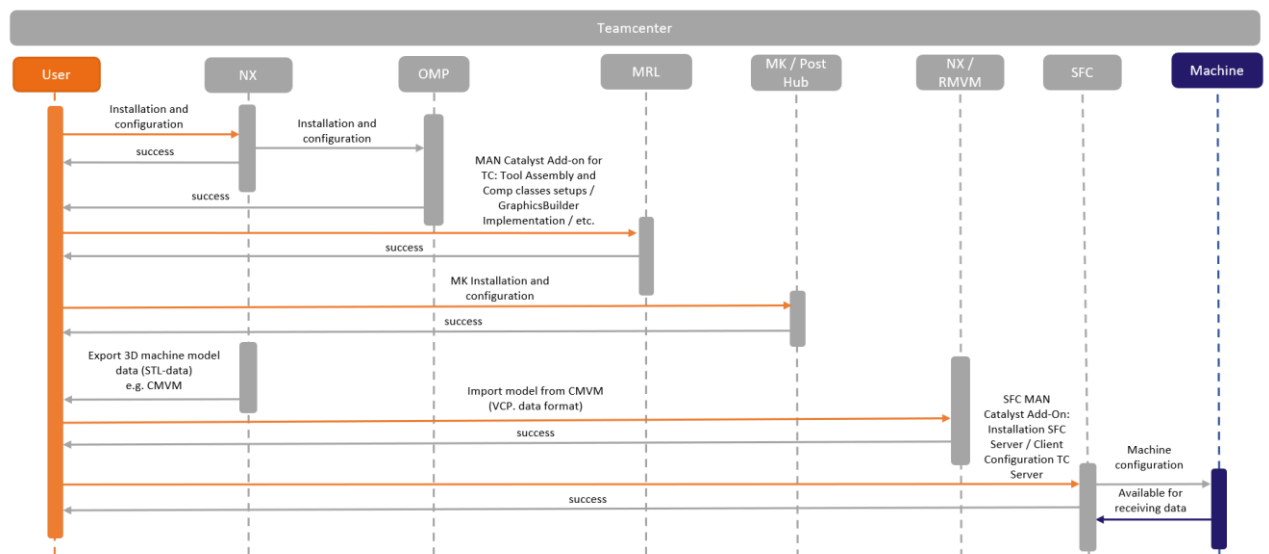 Teamcenter
User
NX
OMP
MRL
MK / Post
Hub
NX /
RMVM
SFC
Machine
Installation and
configuration
Installation and
configuration
success
success
MAN Catalyst Add-on for
TC: Tool Assembly and
Comp classes setups /
GraphicsBuilder
Implementation / etc.
success
MK Installation and
configuration
success
Export 3D machine model
data (STL-data)
e.g. CMVM
Import model from CMVM
(VCP. data format)
success
SFC MAN
Catalyst Add-On:
Installation SFC
Server / Client
Configuration TC
Server
Machine
configuration
success
Available for
receiving data